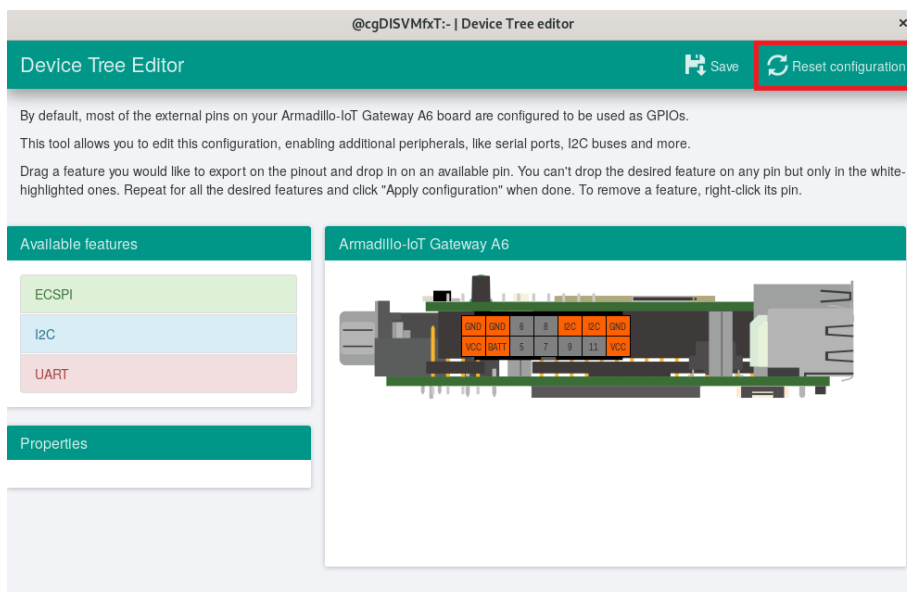 @cgDISVMfxT:~ | Device Tree editor ×
Device Tree Editor
Save
Reset configuration
By default, most of the external pins on your Armadillo-IoT Gateway A6 board are configured to be used as GPIOs.
This tool allows you to edit this configuration, enabling additional peripherals, like serial ports, I2C buses and more.
Drag a feature you would like to export on the pinout and drop in on an available pin. You can't drop the desired feature on any pin but only in the white-
highlighted ones. Repeat for all the desired features and click "Apply configuration" when done. To remove a feature, right-click its pin.
Available features
ECSPI
I2C
UART
Properties
Armadillo-IoT Gateway A6
GND GND 6 8 I2C I2C GND
VCC BATT 5 7 9 11 VCC